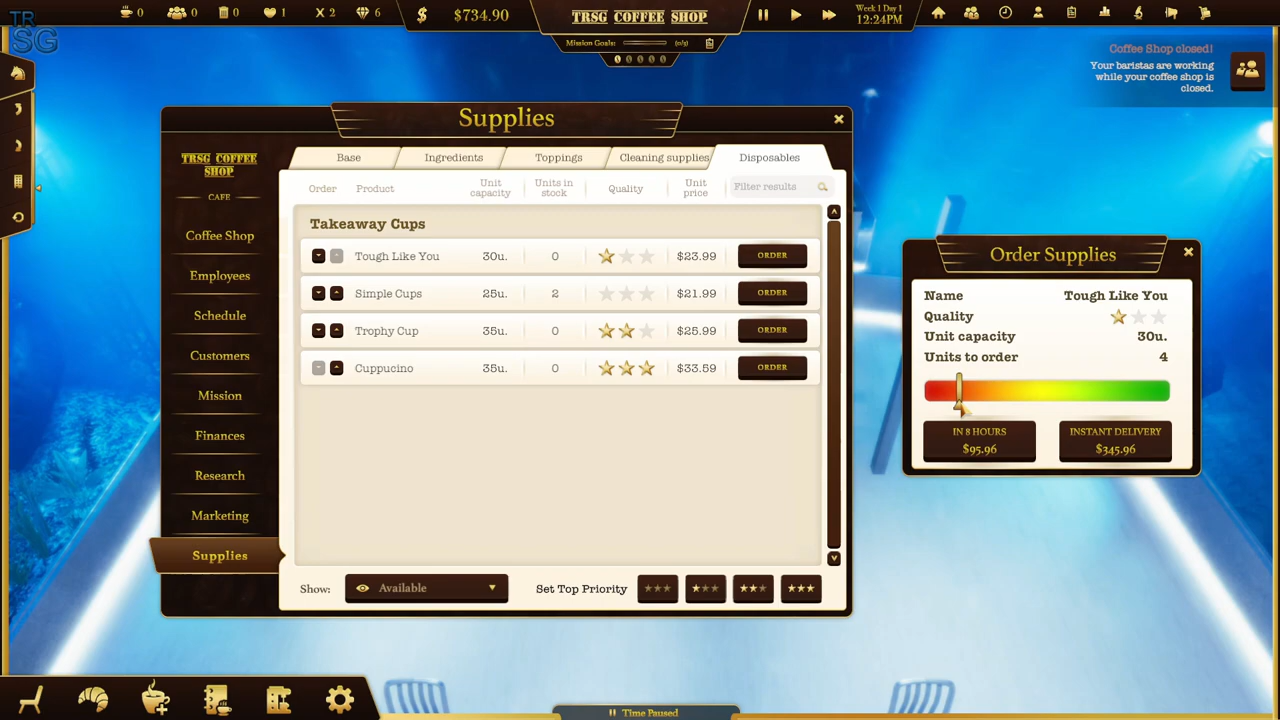 TR
SG
0
0
0
1
X 2
6
$ $734.90
TRSG COFFEE SHOP
Week 1 Day 1
12:24PM
Mission Goals: (0/5)
Coffee Shop closed!
Your baristas are working
while your coffee shop is
closed.
Supplies
TRSG COFFEE
SHOP
CAFE
Coffee Shop
Employees
Schedule
Customers
Mission
Finances
Research
Marketing
Supplies
Base
Ingredients
Toppings
Cleaning supplies
Disposables
Order
Product
Unit
capacity
Units in
stock
Quality
Unit
price
Filter results
Takeaway Cups
Tough Like You 30u. 0 $23.99 ORDER
Simple Cups 25u. 2 $21.99 ORDER
Trophy Cup 35u. 0 $25.99 ORDER
Cuppucino 35u. 0 $33.59 ORDER
Show: Available
Set Top Priority
Order Supplies
Name Tough Like You
Quality
Unit capacity 30u.
Units to order 4
IN 8 HOURS
$95.96
INSTANT DELIVERY
$345.96
Time Paused